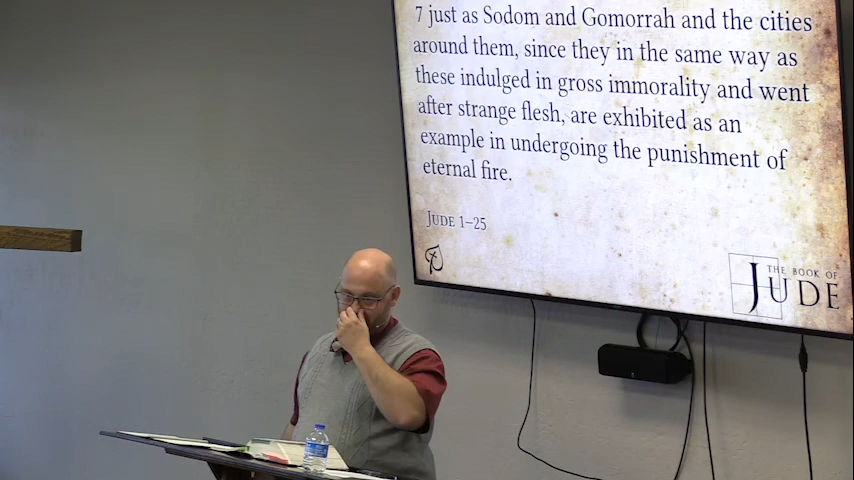 7 just as Sodom and Gomorrah and the cities
around them, since they in the same way as
these indulged in gross immorality and went
after strange flesh, are exhibited as an
example in undergoing the punishment of
eternal fire.
JUDE 1–25
THE BOOK OF
JUDE